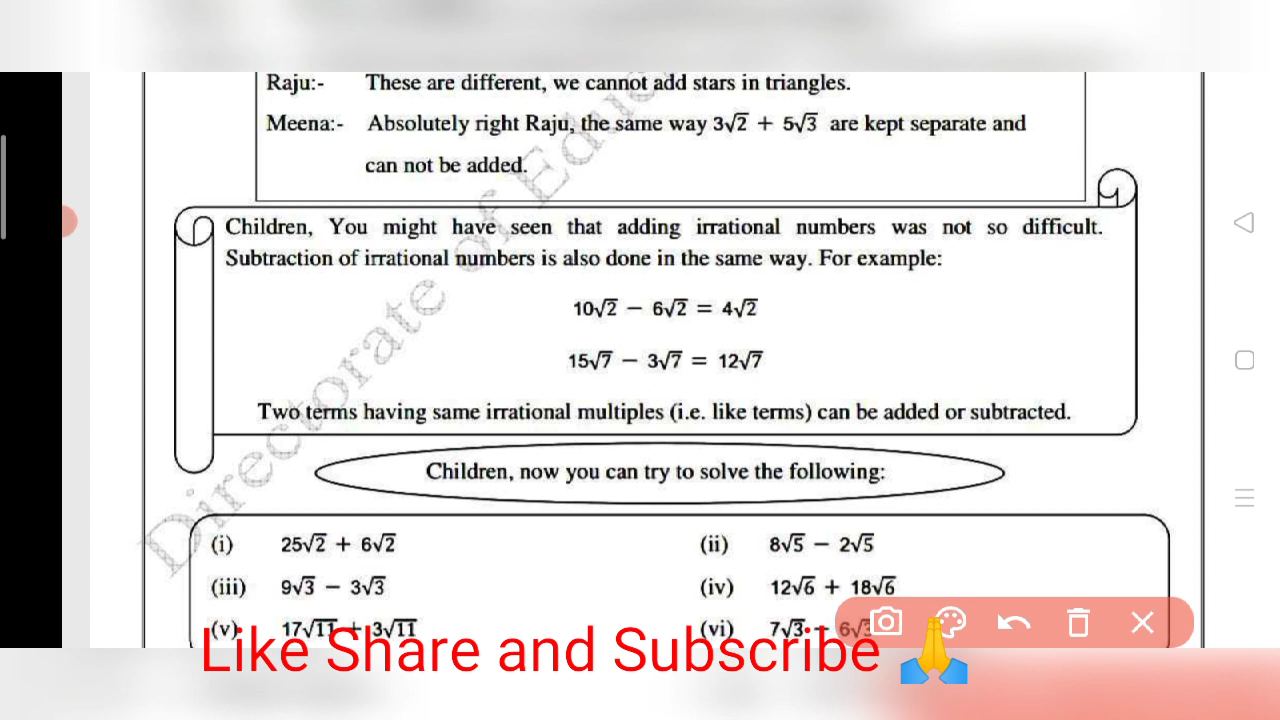 Raju:- These are different, we cannot add stars in triangles.
Meena:- Absolutely right Raju, the same way 3√2 + 5√3 are kept separate and
can not be added.
Children, You might have seen that adding irrational numbers was not so difficult.
Subtraction of irrational numbers is also done in the same way. For example:
10√2 − 6√2 = 4√2
15√7 − 3√7 = 12√7
Two terms having same irrational multiples (i.e. like terms) can be added or subtracted.
Children, now you can try to solve the following:
(i) 25√2 + 6√2 (ii) 8√5 − 2√5
(iii) 9√3 − 3√3 (iv) 12√6 + 18√6
(v) 17√11 + 3√11 (vi) 7√3
Like Share and Subscribe 🙏
Directorate of